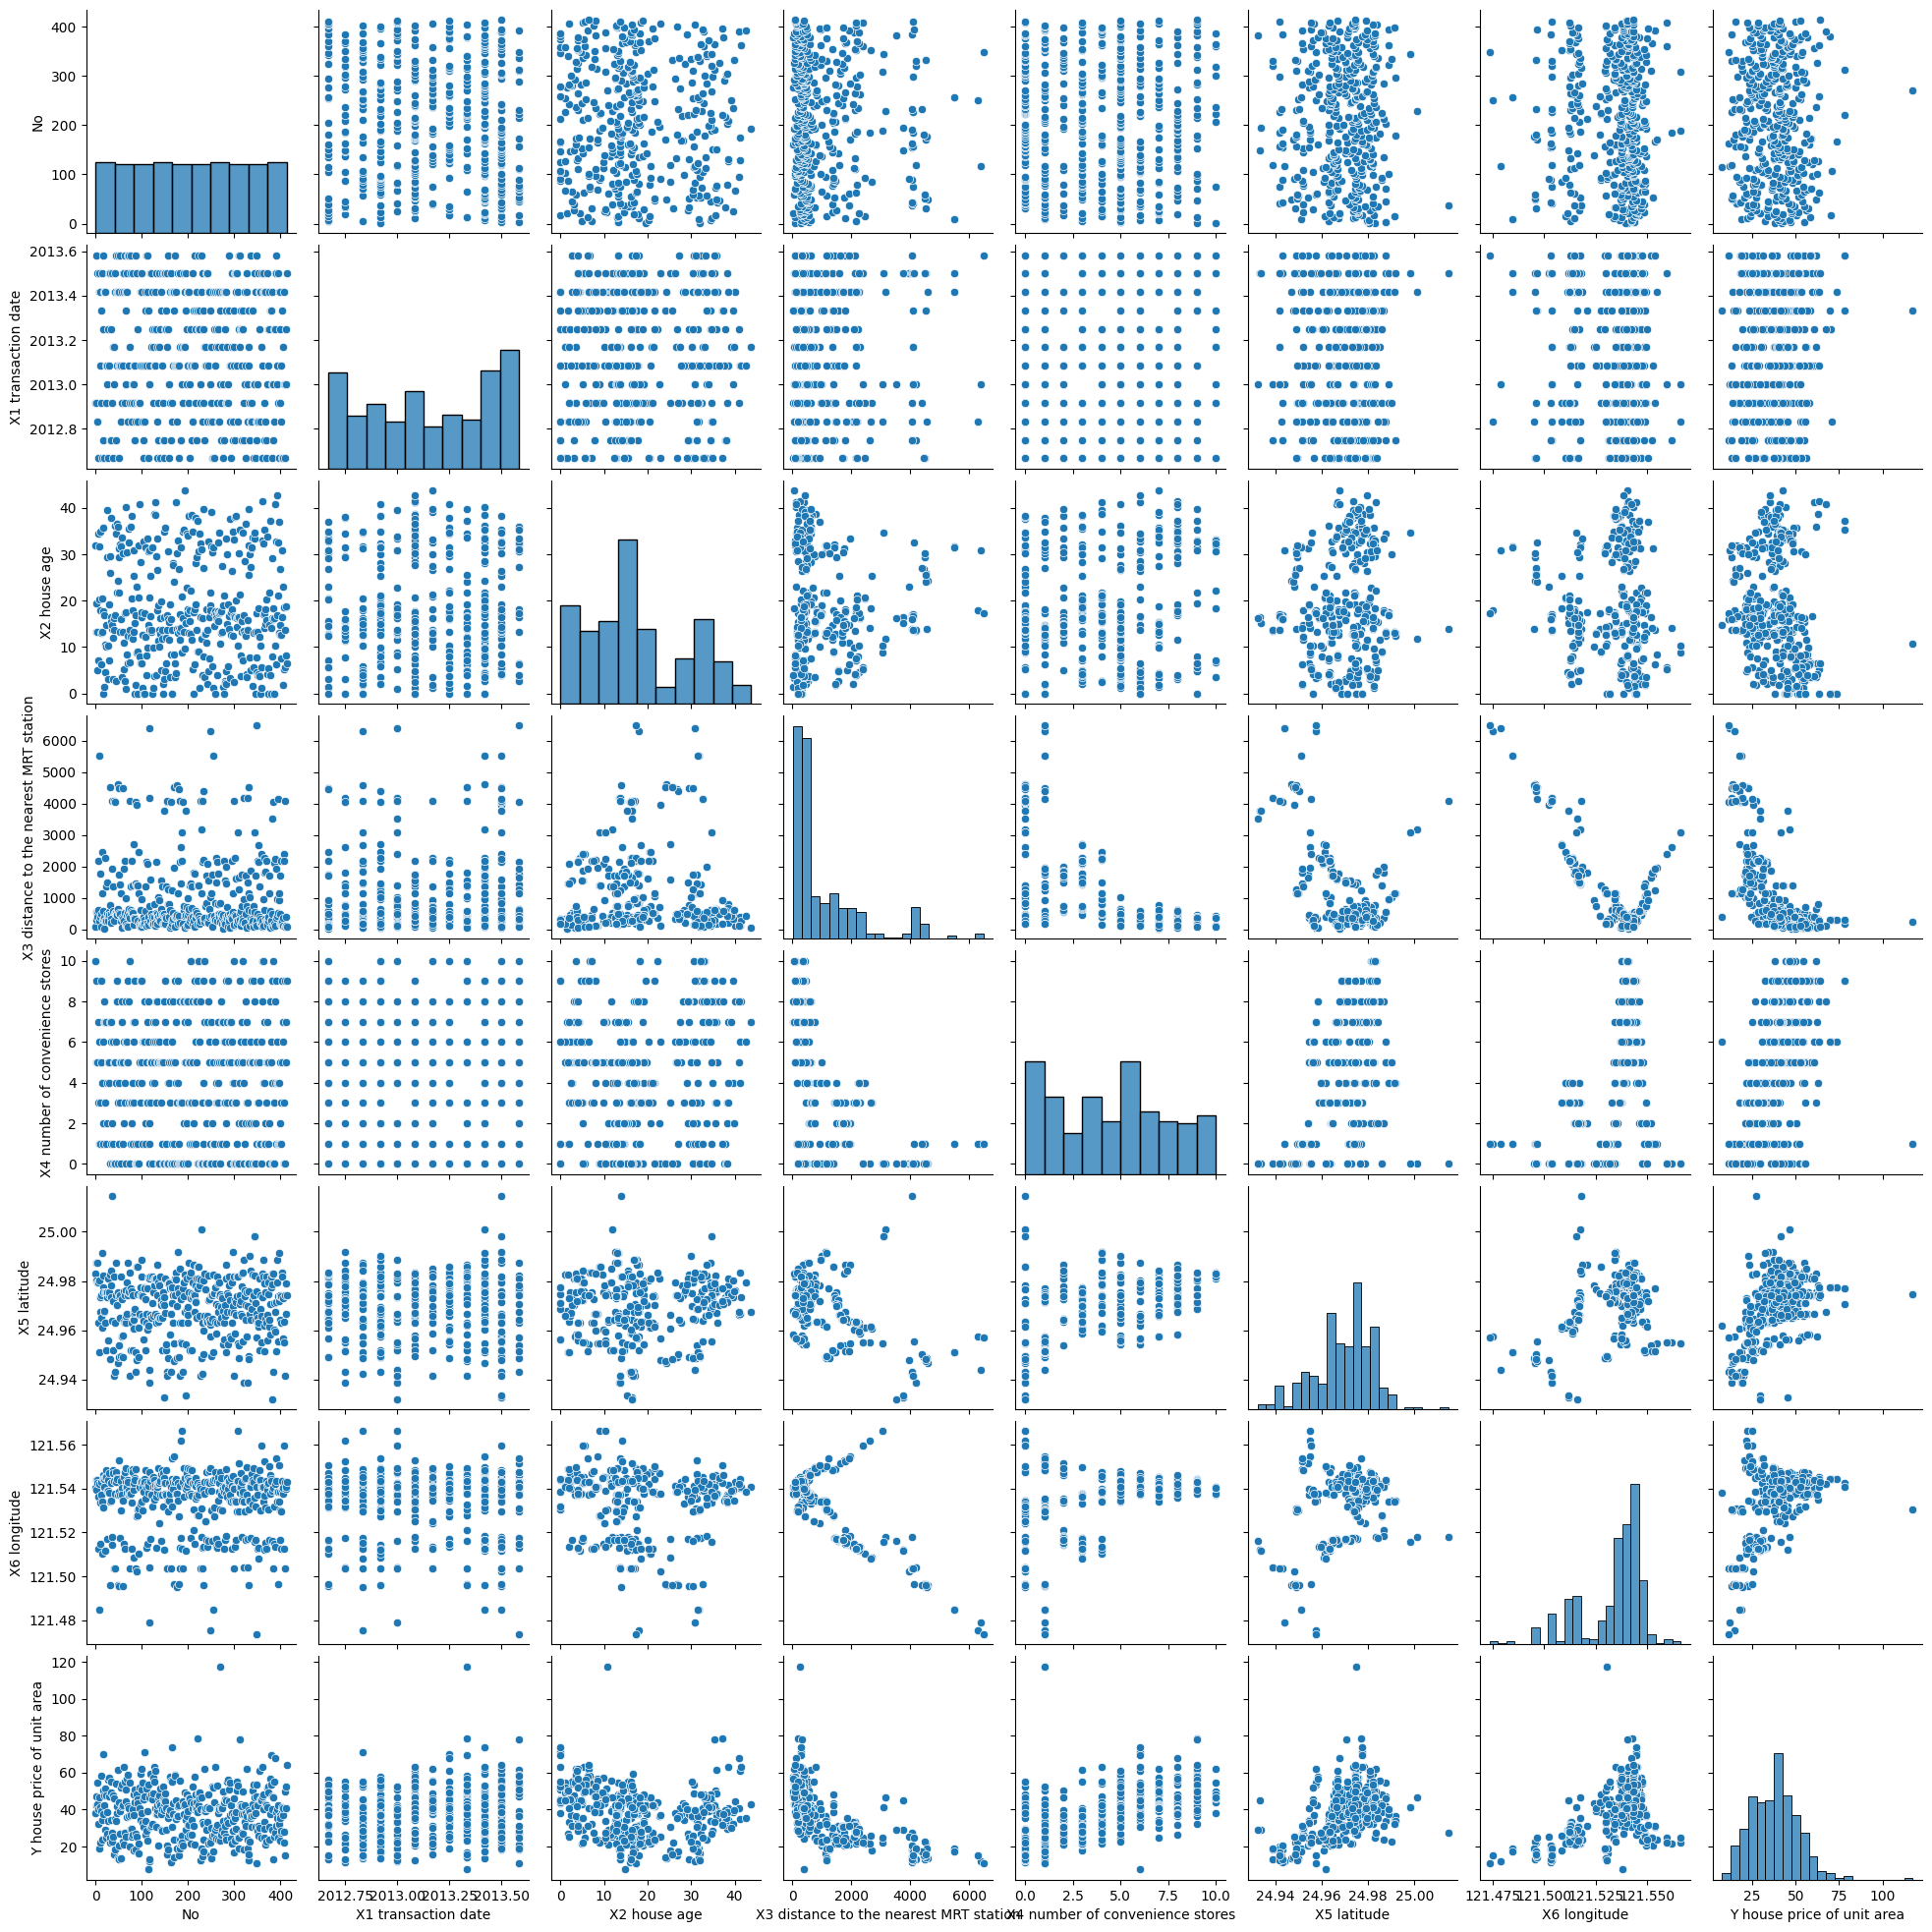 400
300
200
100
0
No
2013.6
2013.4
2013.2
2013.0
2012.8
X1 transaction date
40
30
20
10
0
X2 house age
6000
5000
4000
3000
2000
1000
0
X3 distance to the nearest MRT station
10
8
6
4
2
0
X4 number of convenience stores
25.00
24.98
24.96
24.94
X5 latitude
121.56
121.54
121.52
121.50
121.48
X6 longitude
120
100
80
60
40
20
Y house price of unit area
0 100 200 300 400
No
2012.75 2013.00 2013.25 2013.50
X1 transaction date
0 20 40
X2 house age
0 2000 4000 6000
X3 distance to the nearest MRT station
0.0 2.5 5.0 7.5 10.0
X4 number of convenience stores
24.94 24.96 24.98 25.00
X5 latitude
121.475 121.500 121.525 121.550
X6 longitude
25 50 75 100
Y house price of unit area